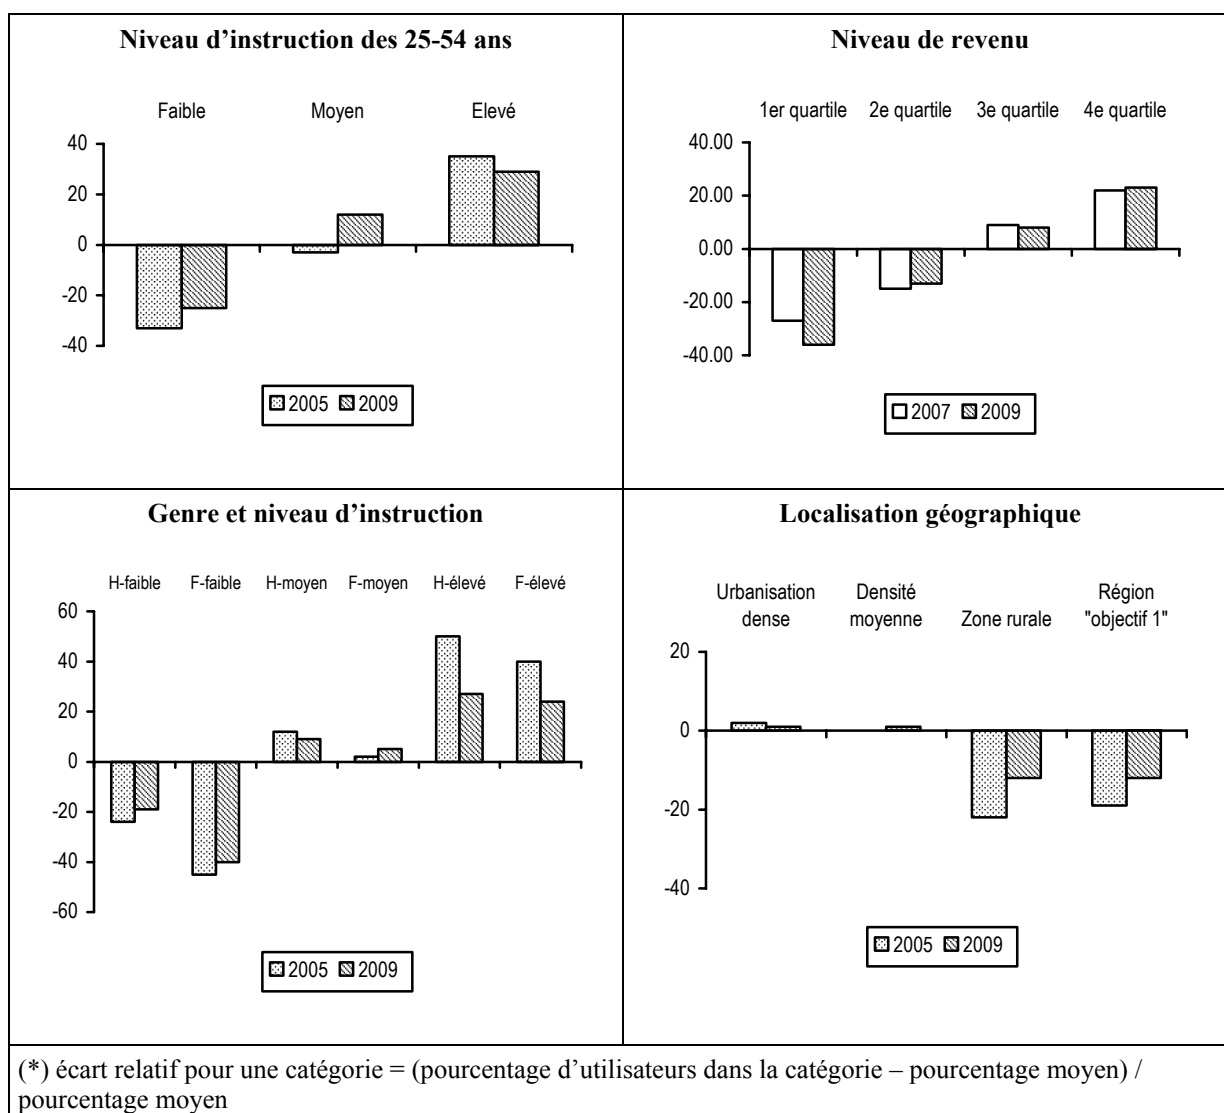 Niveau d’instruction des 25-54 ans
Faible Moyen Elevé
40
20
0
-20
-40
2005 2009
Niveau de revenu
1er quartile 2e quartile 3e quartile 4e quartile
40.00
20.00
0.00
-20.00
-40.00
2007 2009
Genre et niveau d’instruction
H-faible F-faible H-moyen F-moyen H-élevé F-élevé
60
40
20
0
-20
-40
-60
2005 2009
Localisation géographique
Urbanisation dense
Densité moyenne
Zone rurale
Région "objectif 1"
20
0
-20
-40
2005 2009
(*) écart relatif pour une catégorie = (pourcentage d’utilisateurs dans la catégorie – pourcentage moyen) /
pourcentage moyen